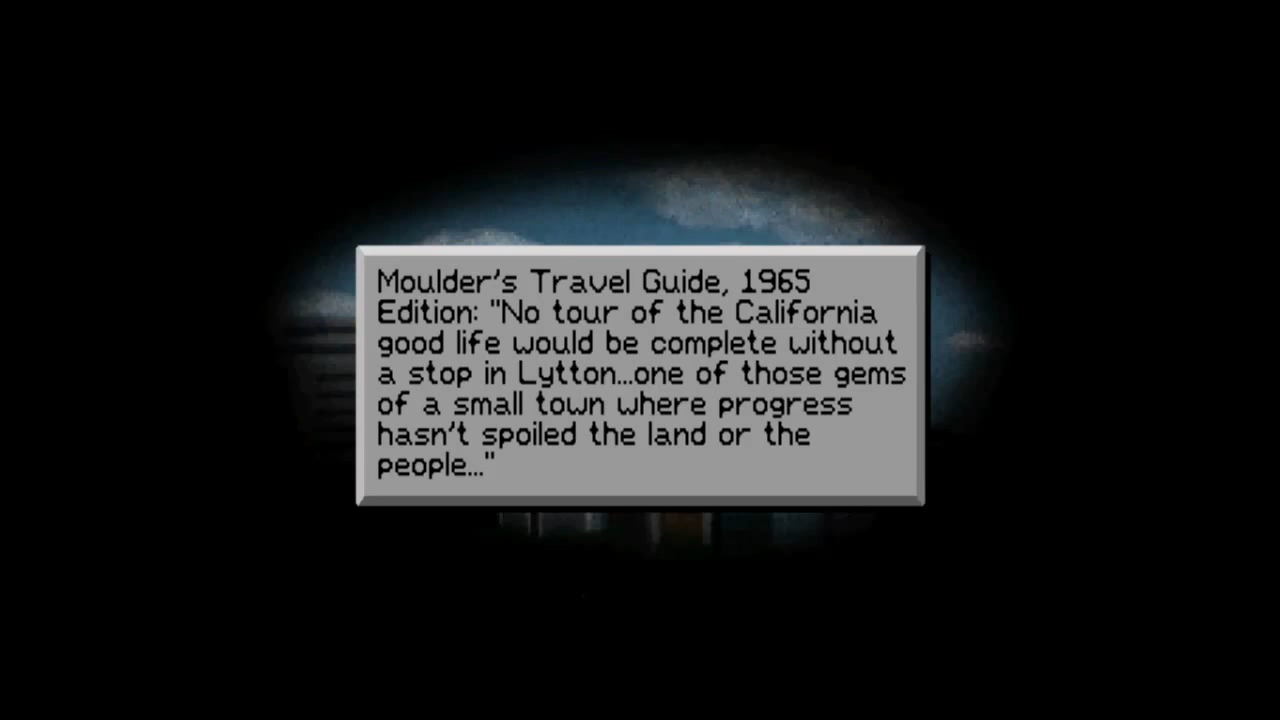 Moulder's Travel Guide, 1965
Edition: "No tour of the California
good life would be complete without
a stop in Lytton...one of those gems
of a small town where progress
hasn't spoiled the land or the
people..."